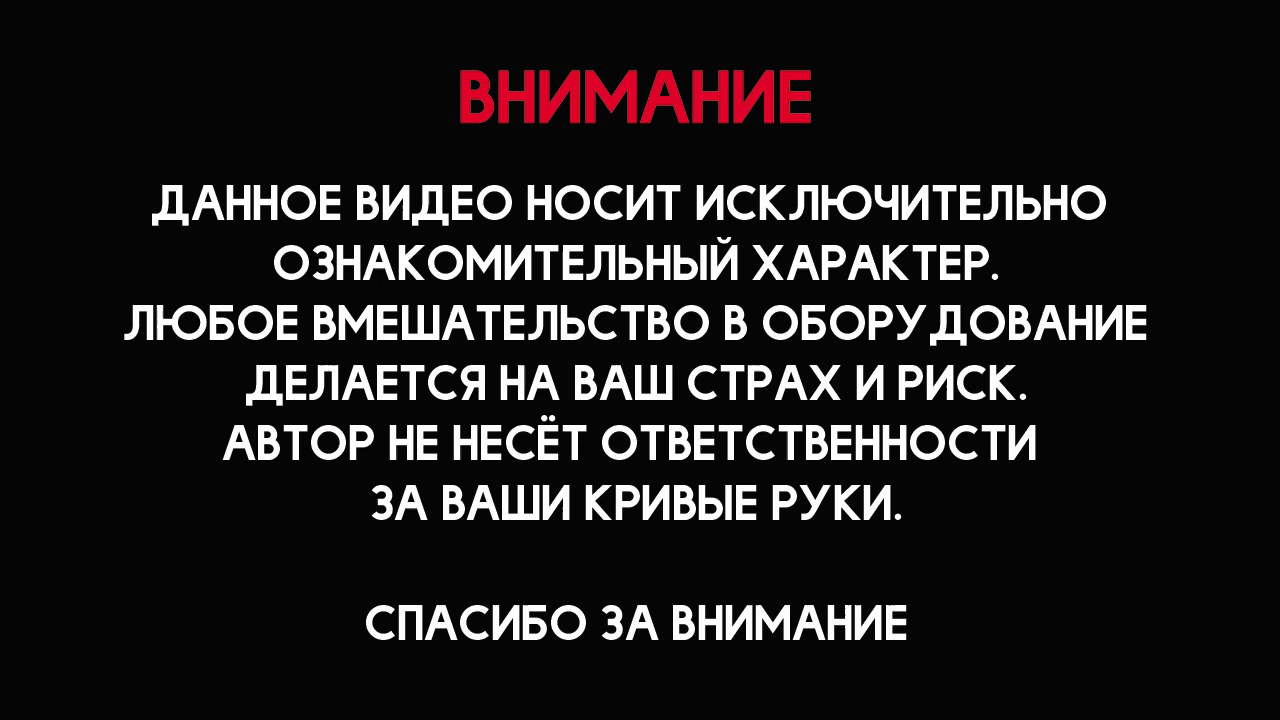 ВНИМАНИЕ
ДАННОЕ ВИДЕО НОСИТ ИСКЛЮЧИТЕЛЬНО
ОЗНАКОМИТЕЛЬНЫЙ ХАРАКТЕР.
ЛЮБОЕ ВМЕШАТЕЛЬСТВО В ОБОРУДОВАНИЕ
ДЕЛАЕТСЯ НА ВАШ СТРАХ И РИСК.
АВТОР НЕ НЕСЁТ ОТВЕТСТВЕННОСТИ
ЗА ВАШИ КРИВЫЕ РУКИ.
СПАСИБО ЗА ВНИМАНИЕ